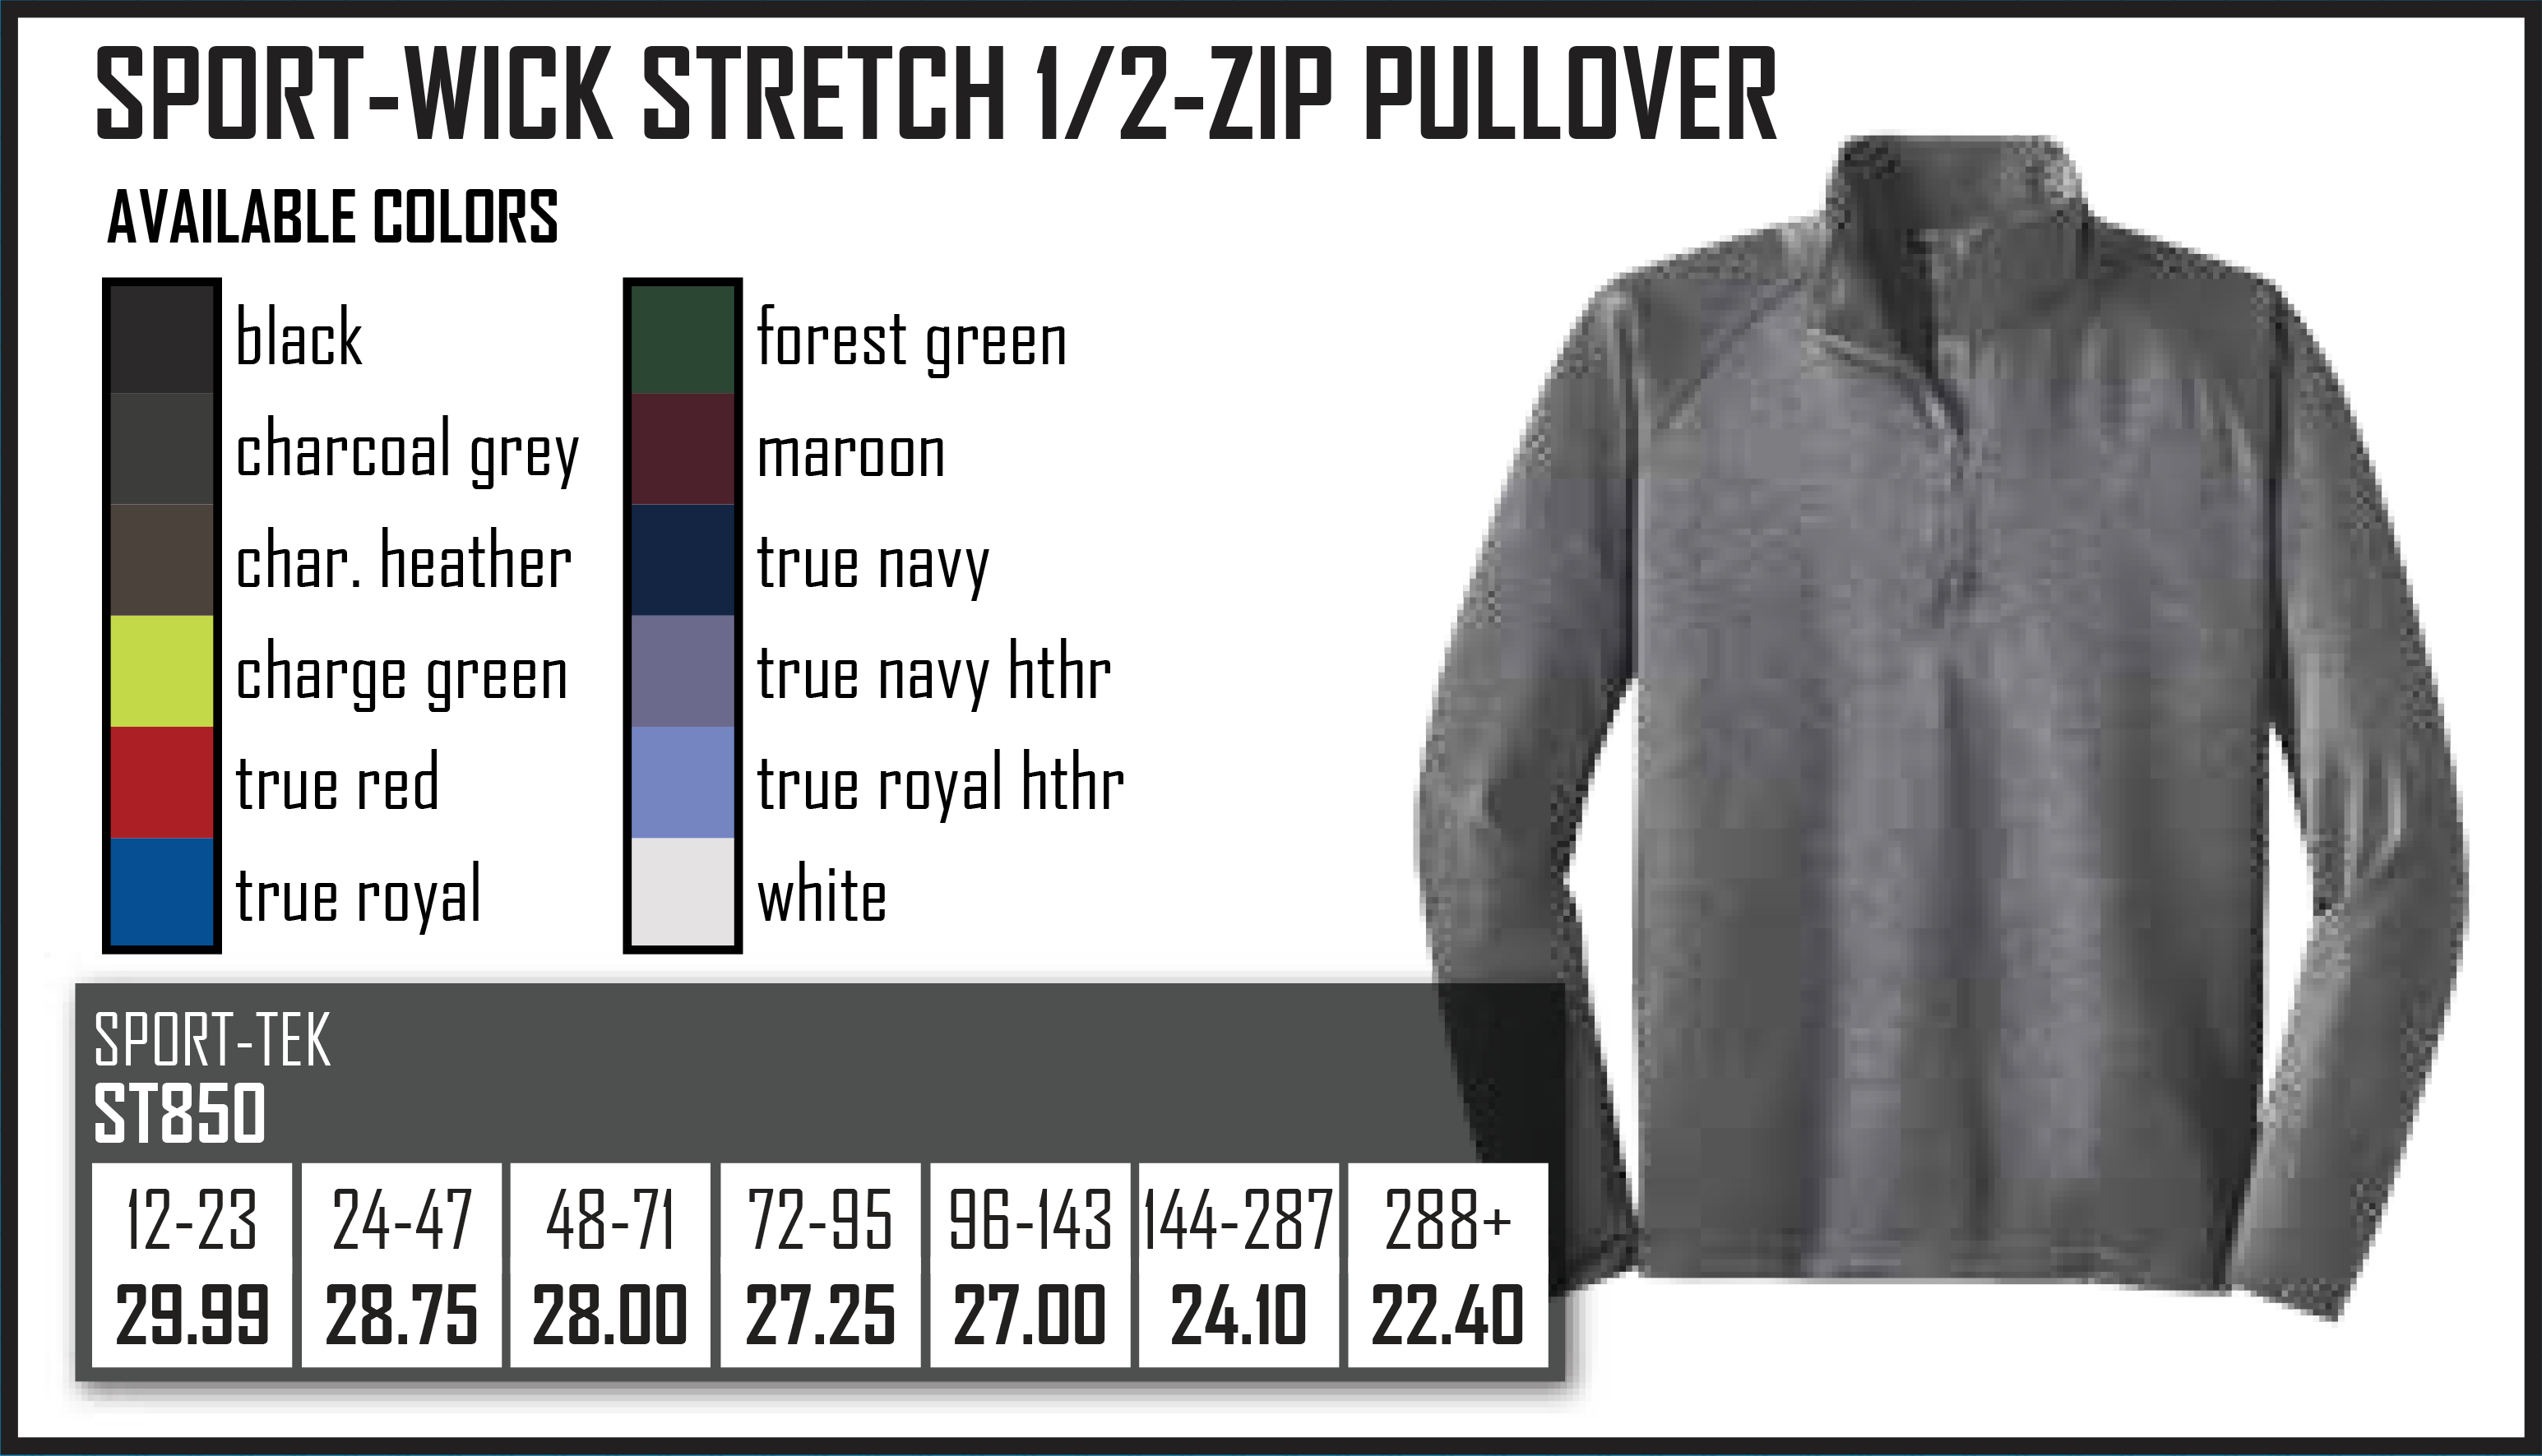 SPORT-WICK STRETCH 1/2-ZIP PULLOVER
AVAILABLE COLORS
black
charcoal grey
char. heather
charge green
true red
true royal
forest green
maroon
true navy
true navy hthr
true royal hthr
white
SPORT-TEK
ST850
12-23 24-47 48-71 72-95 96-143 144-287 288+
29.99 28.75 28.00 27.25 27.00 24.10 22.40